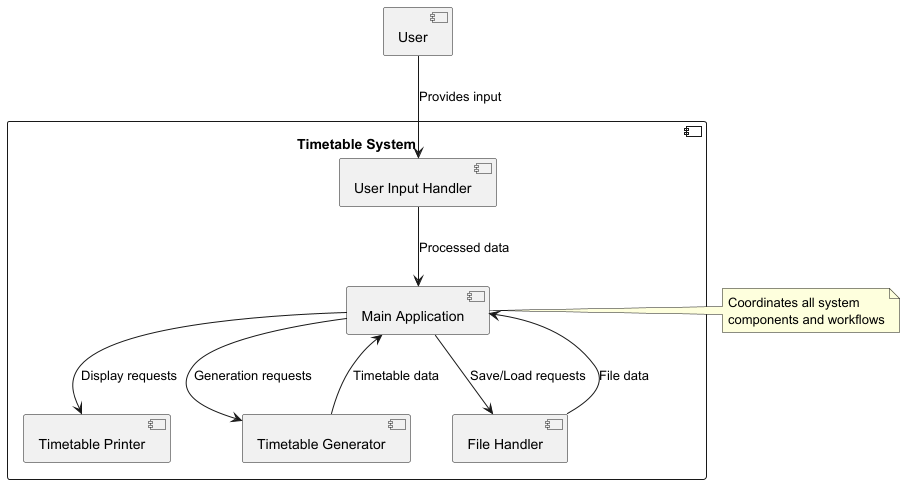 User
Provides input
Timetable System
User Input Handler
Processed data
Main Application
Coordinates all system
components and workflows
Display requests
Generation requests
Timetable data
Save/Load requests
File data
Timetable Printer
Timetable Generator
File Handler